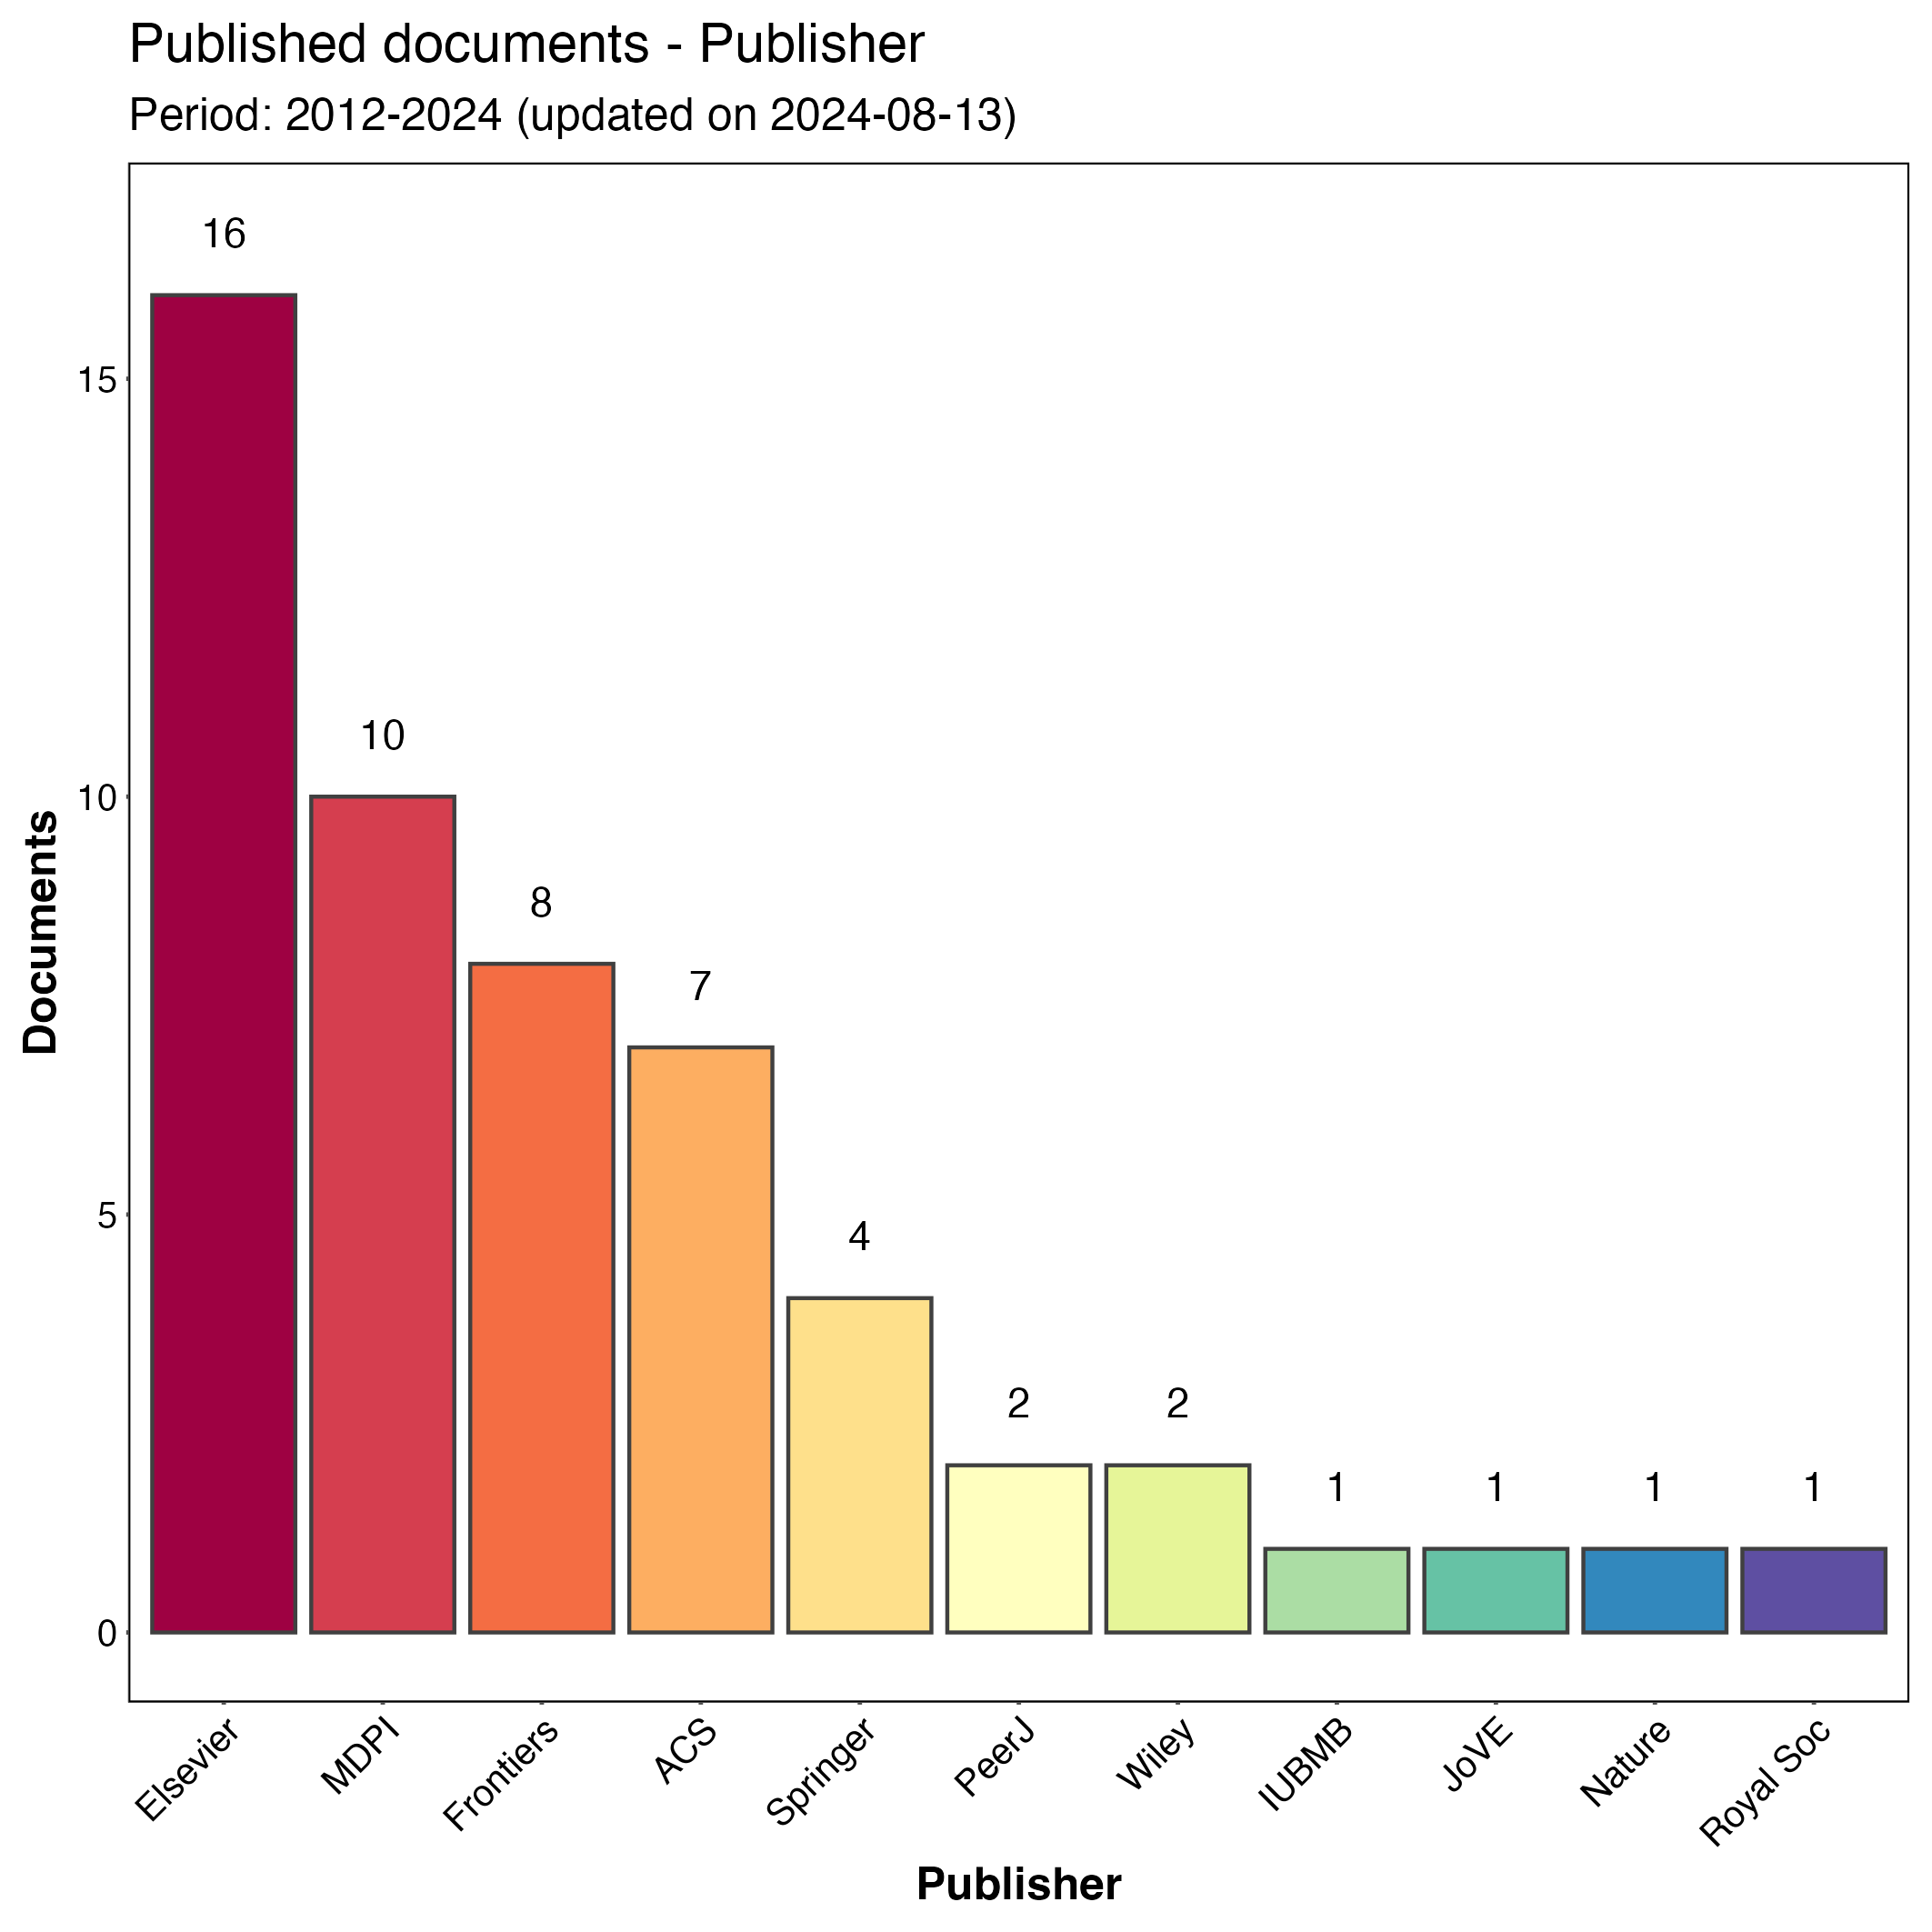 Published documents - Publisher
Period: 2012-2024 (updated on 2024-08-13)
16
15
10
10
8
7
5
4
2
2
1
1
1
1
0
Documents
Elsevier
MDPI
Frontiers
ACS
Springer
PeerJ
Wiley
IUBMB
JoVE
Nature
Royal Soc
Publisher